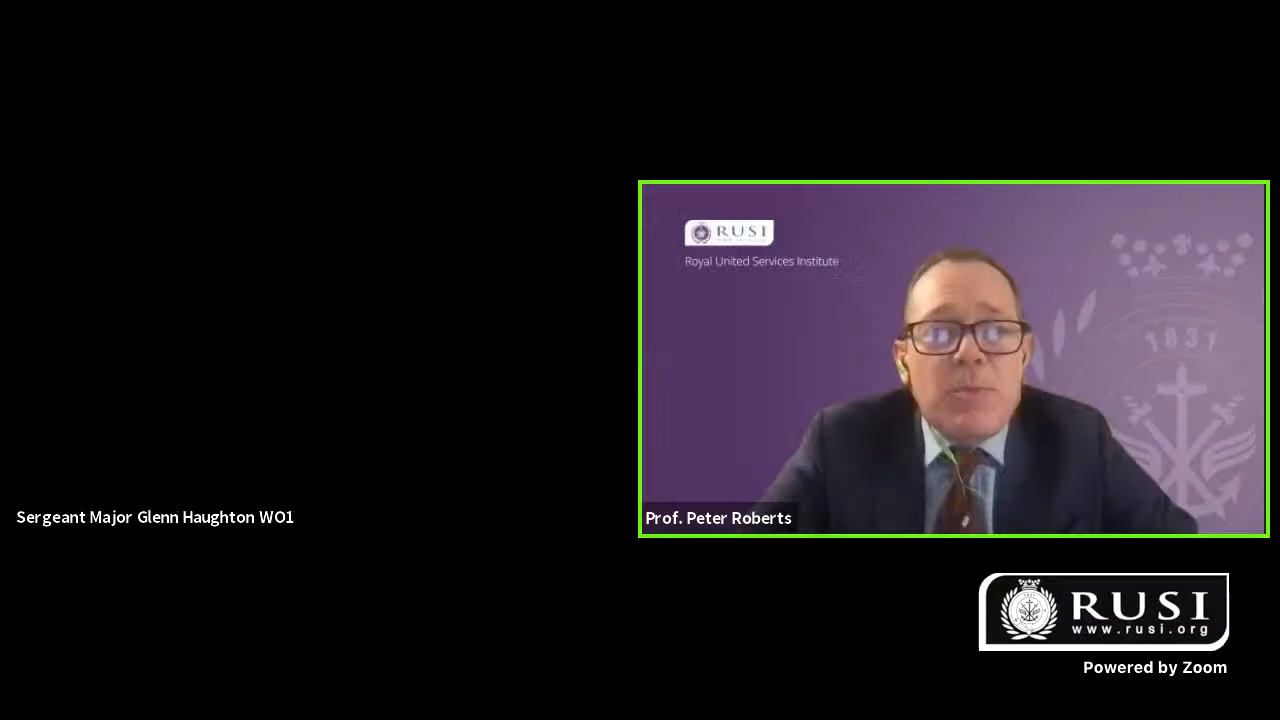 RUSI
Royal United Services Institute
1831
Sergeant Major Glenn Haughton WO1
Prof. Peter Roberts
RUSI
www.rusi.org
Powered by Zoom